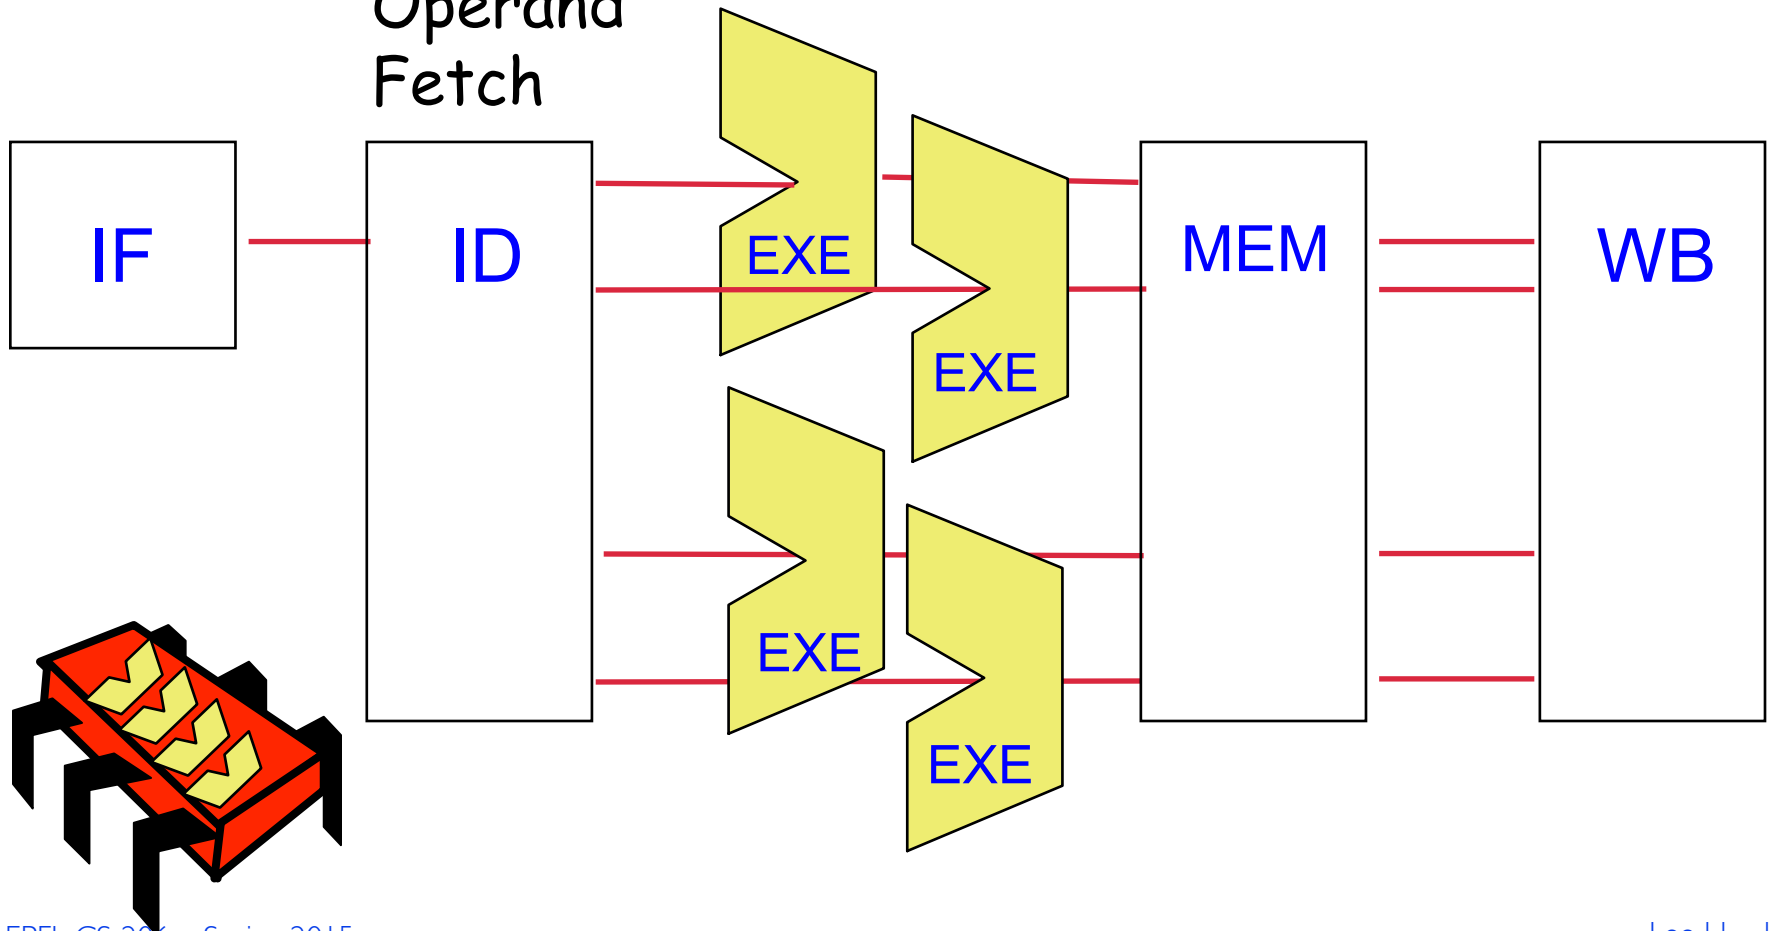 Operand
Fetch
IF
ID
EXE
EXE
MEM
WB
EXE
EXE